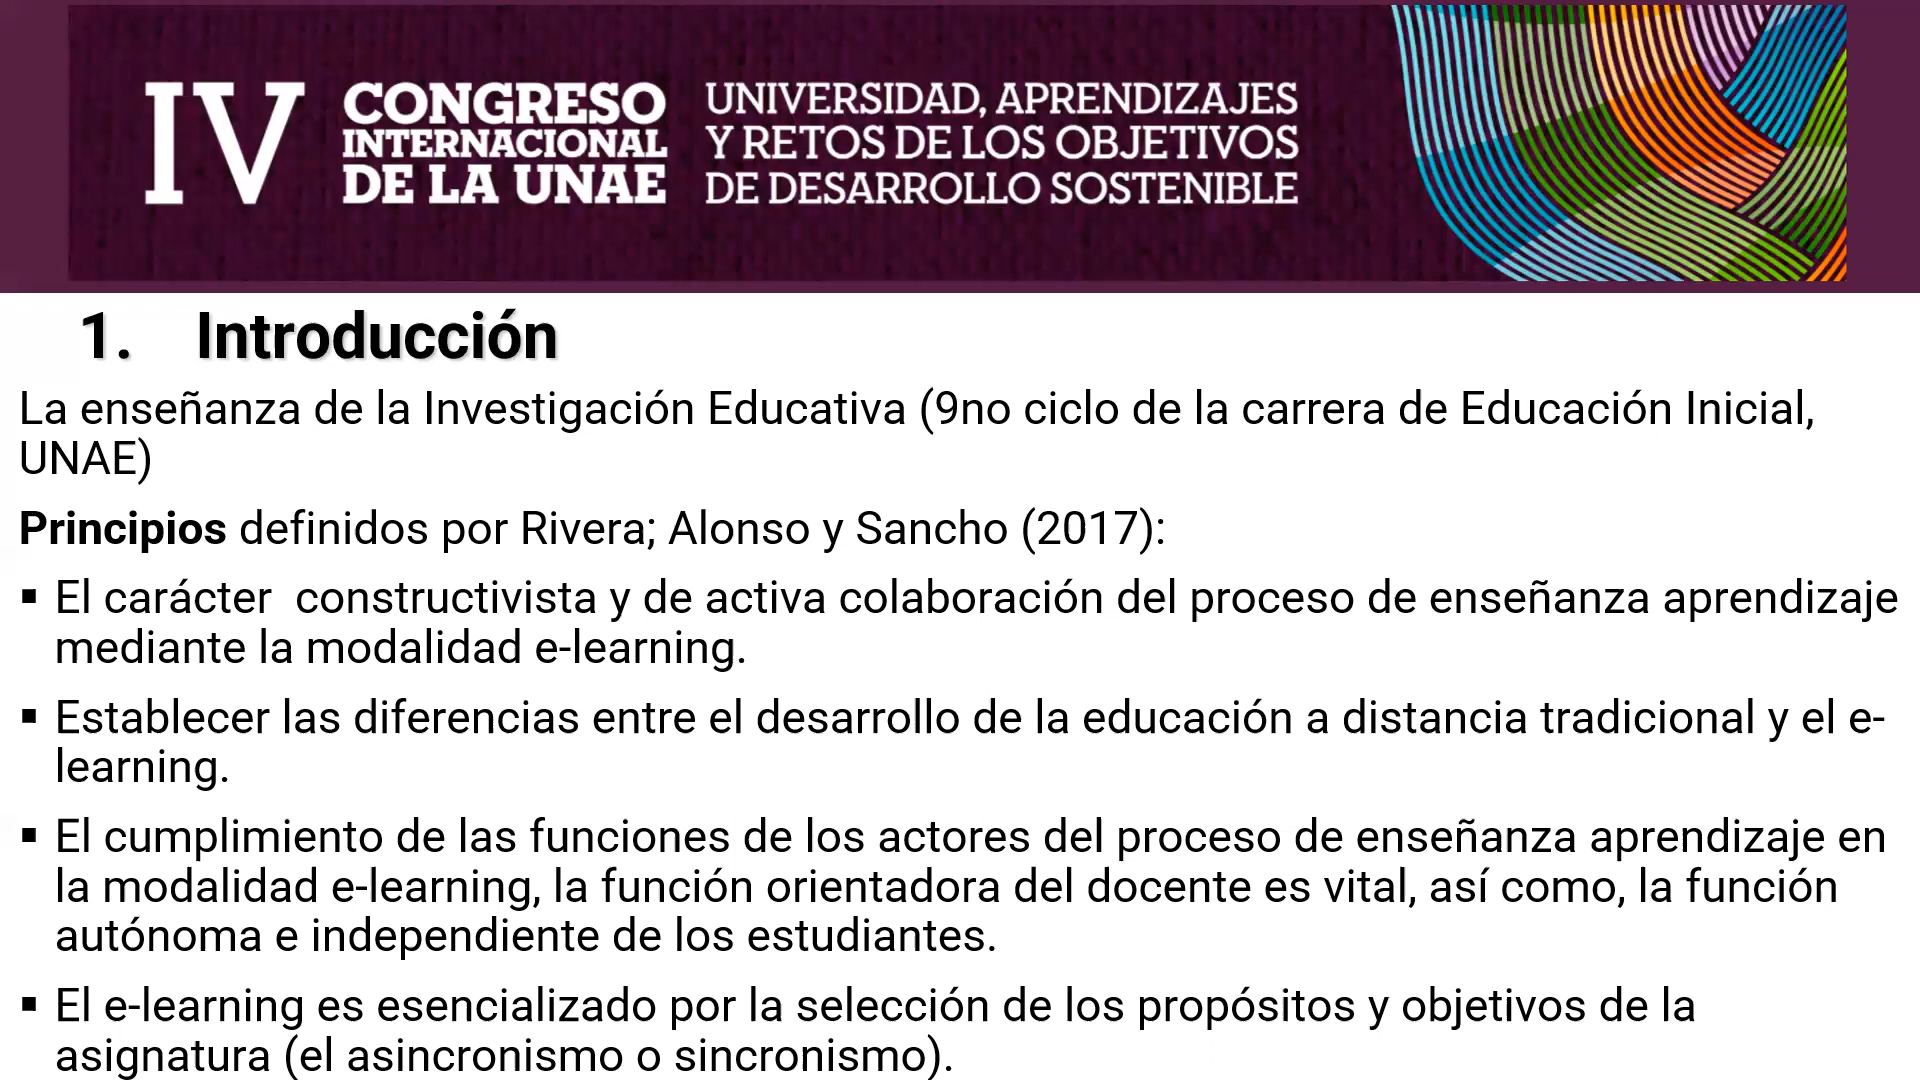 IV CONGRESO
INTERNACIONAL
DE LA UNAE
UNIVERSIDAD, APRENDIZAJES
Y RETOS DE LOS OBJETIVOS
DE DESARROLLO SOSTENIBLE
1. Introducción
La enseñanza de la Investigación Educativa (9no ciclo de la carrera de Educación Inicial,
UNAE)
Principios definidos por Rivera; Alonso y Sancho (2017):
▪ El carácter  constructivista y de activa colaboración del proceso de enseñanza aprendizaje
mediante la modalidad e-learning.
▪ Establecer las diferencias entre el desarrollo de la educación a distancia tradicional y el e-
learning.
▪ El cumplimiento de las funciones de los actores del proceso de enseñanza aprendizaje en
la modalidad e-learning, la función orientadora del docente es vital, así como, la función
autónoma e independiente de los estudiantes.
▪ El e-learning es esencializado por la selección de los propósitos y objetivos de la
asignatura (el asincronismo o sincronismo).